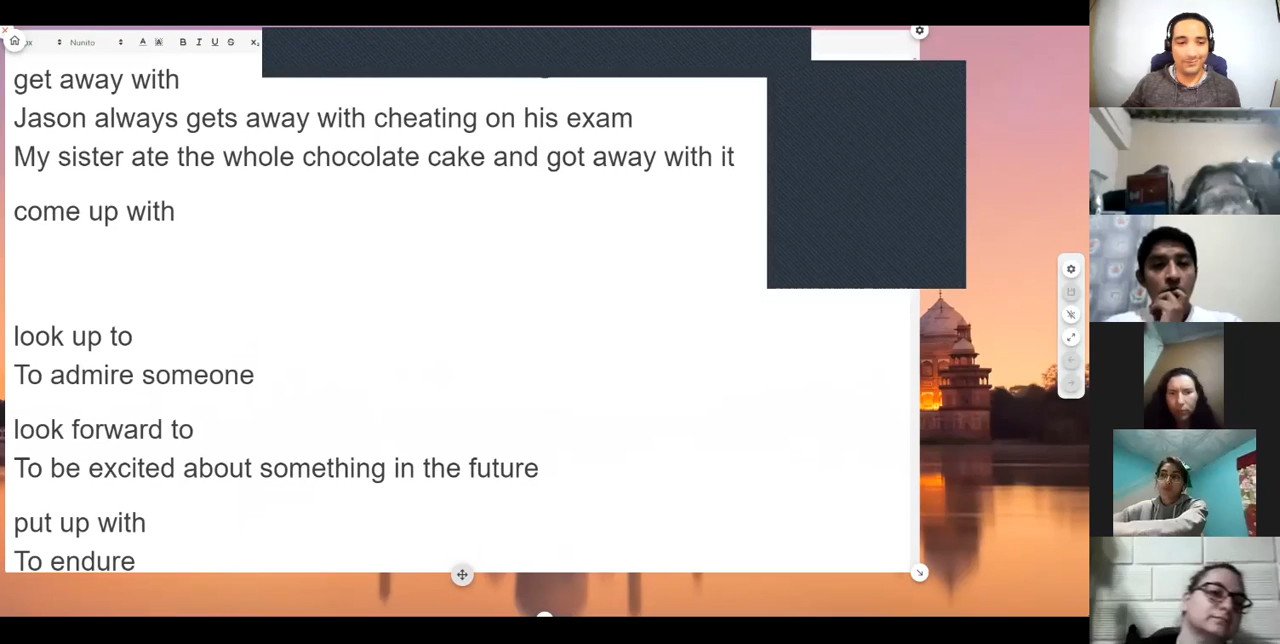 Nunito A A B I U S X₂
get away with
Jason always gets away with cheating on his exam
My sister ate the whole chocolate cake and got away with it
come up with
look up to
To admire someone
look forward to
To be excited about something in the future
put up with
To endure